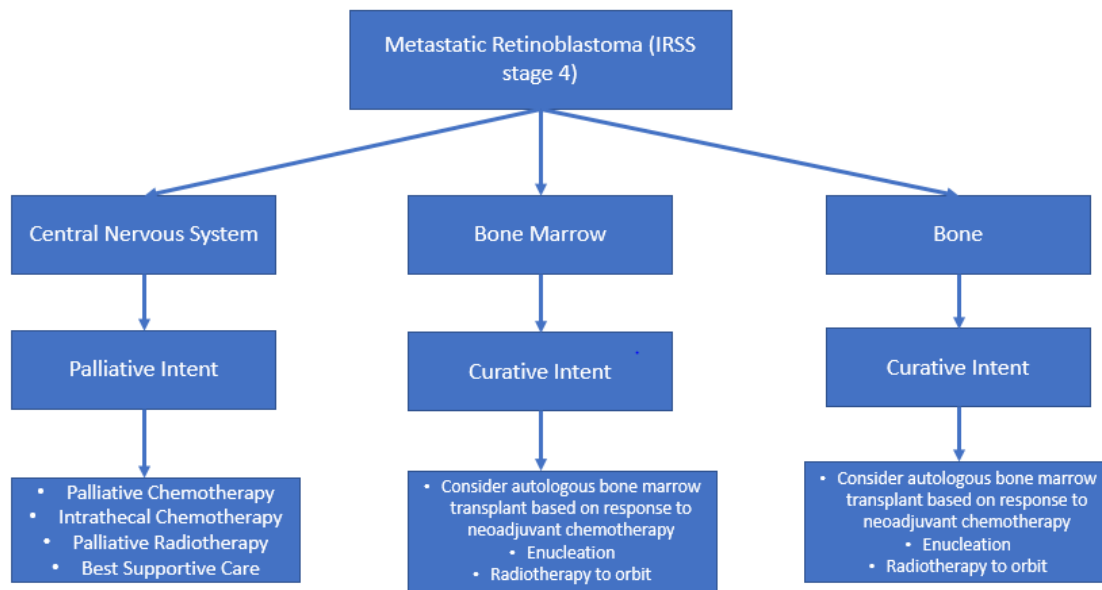 Metastatic Retinoblastoma (IRSS
stage 4)
Central Nervous System
Bone Marrow
Bone
Palliative Intent
Curative Intent
Curative Intent
• Palliative Chemotherapy
• Intrathecal Chemotherapy
• Palliative Radiotherapy
• Best Supportive Care
• Consider autologous bone marrow
transplant based on response to
neoadjuvant chemotherapy
• Enucleation
• Radiotherapy to orbit
• Consider autologous bone marrow
transplant based on response to
neoadjuvant chemotherapy
• Enucleation
• Radiotherapy to orbit